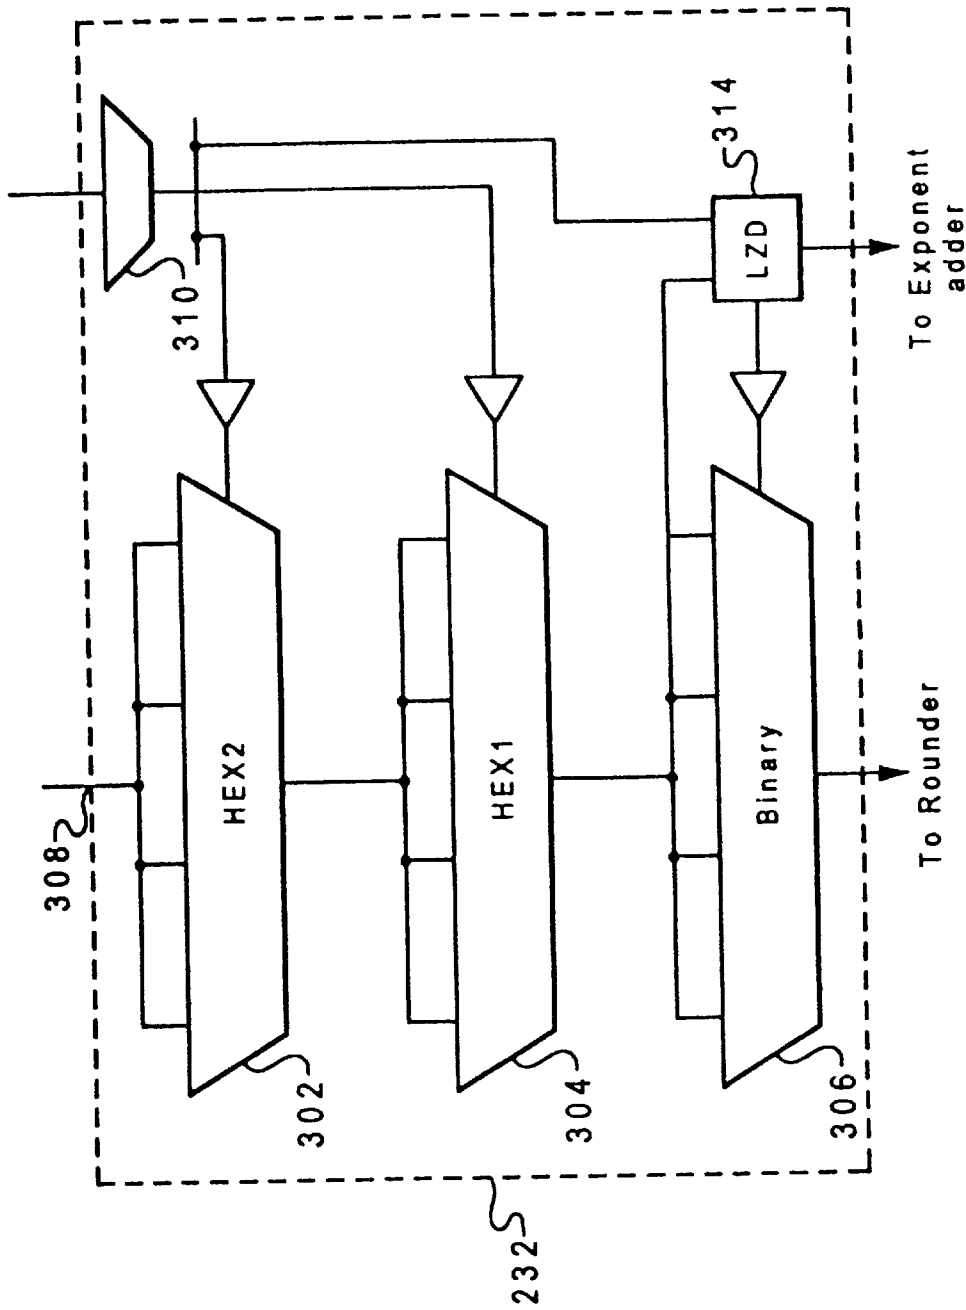 308
310
HEX2
302
HEX1
304
314
LZD
Binary
306
232
To Rounder
To Exponent
adder